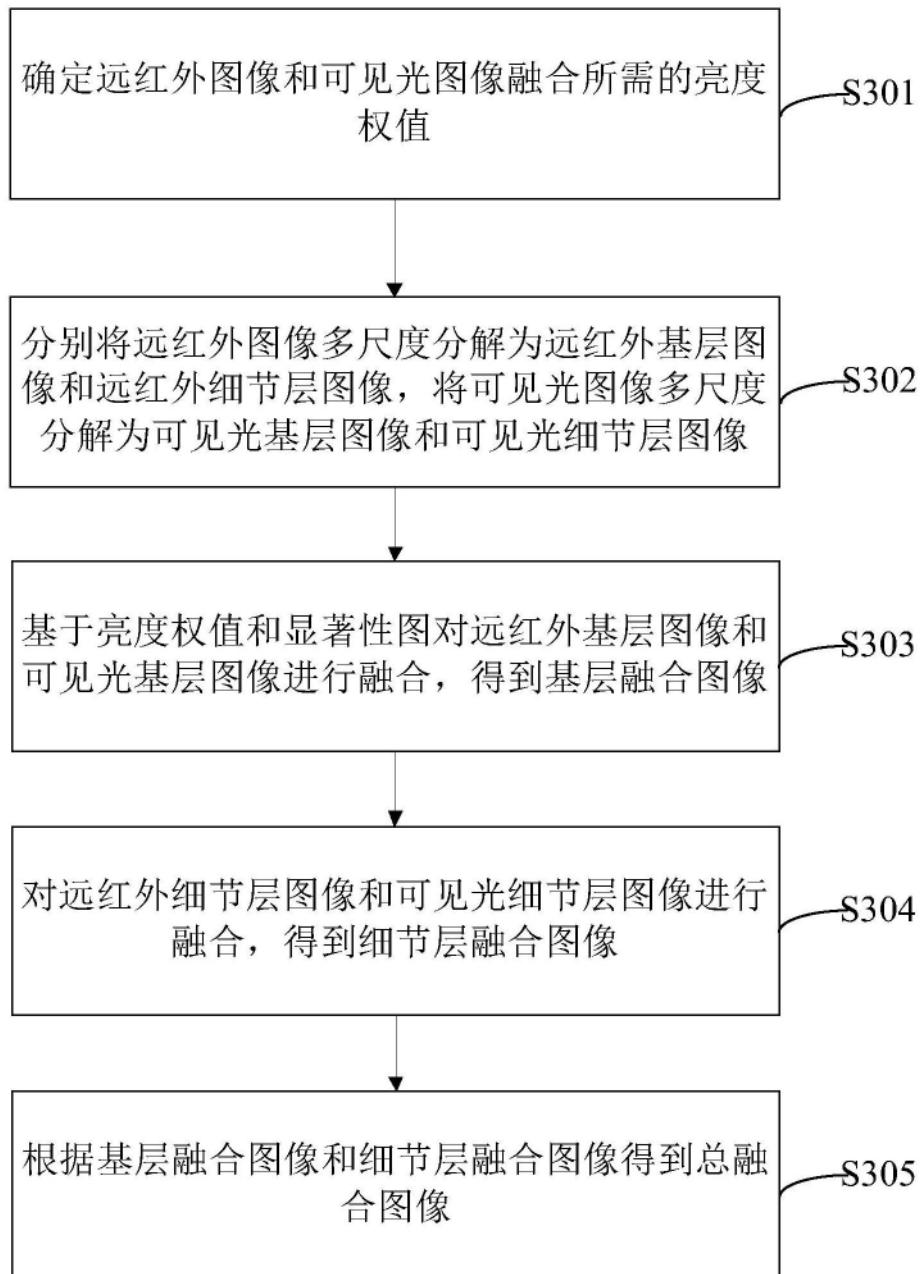 确定远红外图像和可见光图像融合所需的亮度
权值
S301
分别将远红外图像多尺度分解为远红外基层图
像和远红外细节层图像，将可见光图像多尺度
分解为可见光基层图像和可见光细节层图像
S302
基于亮度权值和显著性图对远红外基层图像和
可见光基层图像进行融合，得到基层融合图像
S303
对远红外细节层图像和可见光细节层图像进行
融合，得到细节层融合图像
S304
根据基层融合图像和细节层融合图像得到总融
合图像
S305